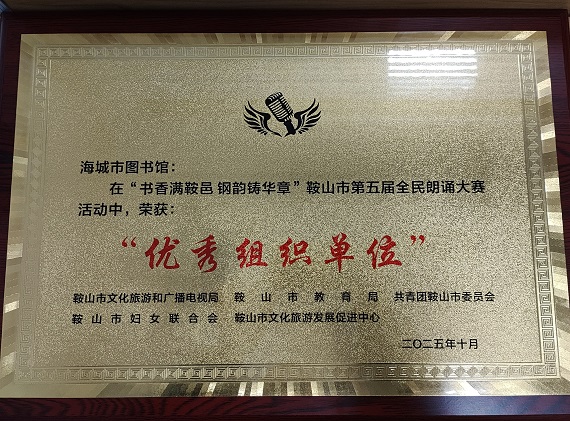 海城市图书馆：
在“书香满鞍邑 钢韵铸华章”鞍山市第五届全民朗诵大赛
活动中，荣获：
“优秀组织单位”
鞍山市文化旅游和广播电视局 鞍山市教育局 共青团鞍山市委员会
鞍山市妇女联合会 鞍山市文化旅游发展促进中心
二〇二五年十月